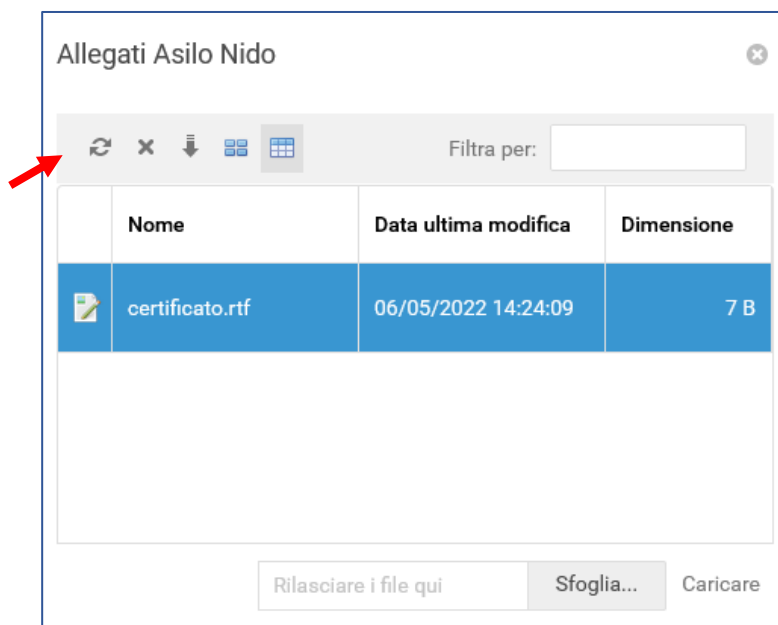 Allegati Asilo Nido
Filtra per:
Nome Data ultima modifica Dimensione
certificato.rtf 06/05/2022 14:24:09 7 B
Rilasciare i file qui Sfoglia... Caricare